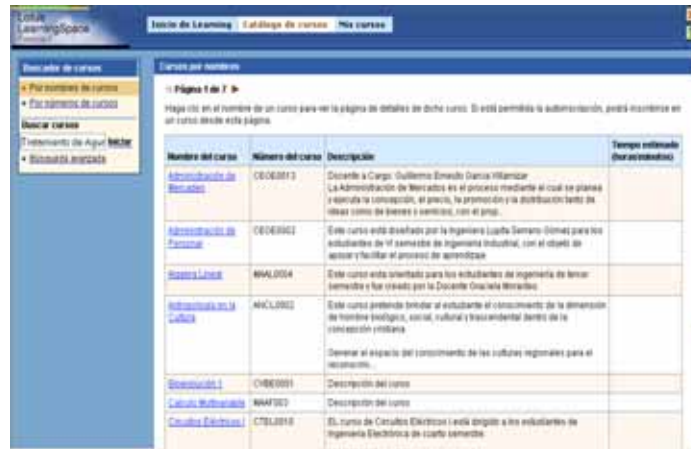 Lotus
LearningSpace
Inicio de Learning Catálogo de cursos Mis cursos
Buscador de cursos
Por nombres de cursos
Por números de cursos
Buscar cursos
Tratamiento de Agua Iniciar
Búsqueda avanzada
Cursos por nombres
Página 1 de 7
Haga clic en el nombre de un curso para ver la página de detalles de dicho curso. Si está permitida la autoinscripción, podrá inscribirse en
un curso desde esta página.
Nombre del curso Número del curso Descripción Tiempo estimado
(horas:minutos)
Administración de
Mercadeo
Docente a Cargo: Guillermo Ernesto García Villamizar
La Administración de Mercados es el proceso mediante el cual se planea
y ejecuta la concepción, el precio, la promoción y la distribución tanto de
ideas como de bienes y servicios, con el prop...
Administración de
Personal
Este curso está diseñado por la Ingeniera Lupita Serrano Gómez para los
estudiantes de VI semestre de Ingeniería Industrial, con el objeto de
apoyar y facilitar el proceso de aprendizaje.
Algebra Lineal
Este curso esta orientado para los estudiantes de ingeniería de tercer
semestre y fue creado por la Docente Graciela Morantes
Antropología en la
Cultura
Este curso pretende brindar al estudiante el conocimiento de la dimensión
de hombre biológico, social, cultural y trascendental dentro de la
concepción cristiana.
Generar el espacio del conocimiento de las culturas regionales para el
Descripción del curso
Calculo Multivariable Descripción del curso
Circuitos Eléctricos I EL curso de Circuitos Eléctricos I está dirigido a los estudiantes de
Ingeniería Electrónica de cuarto semestre.